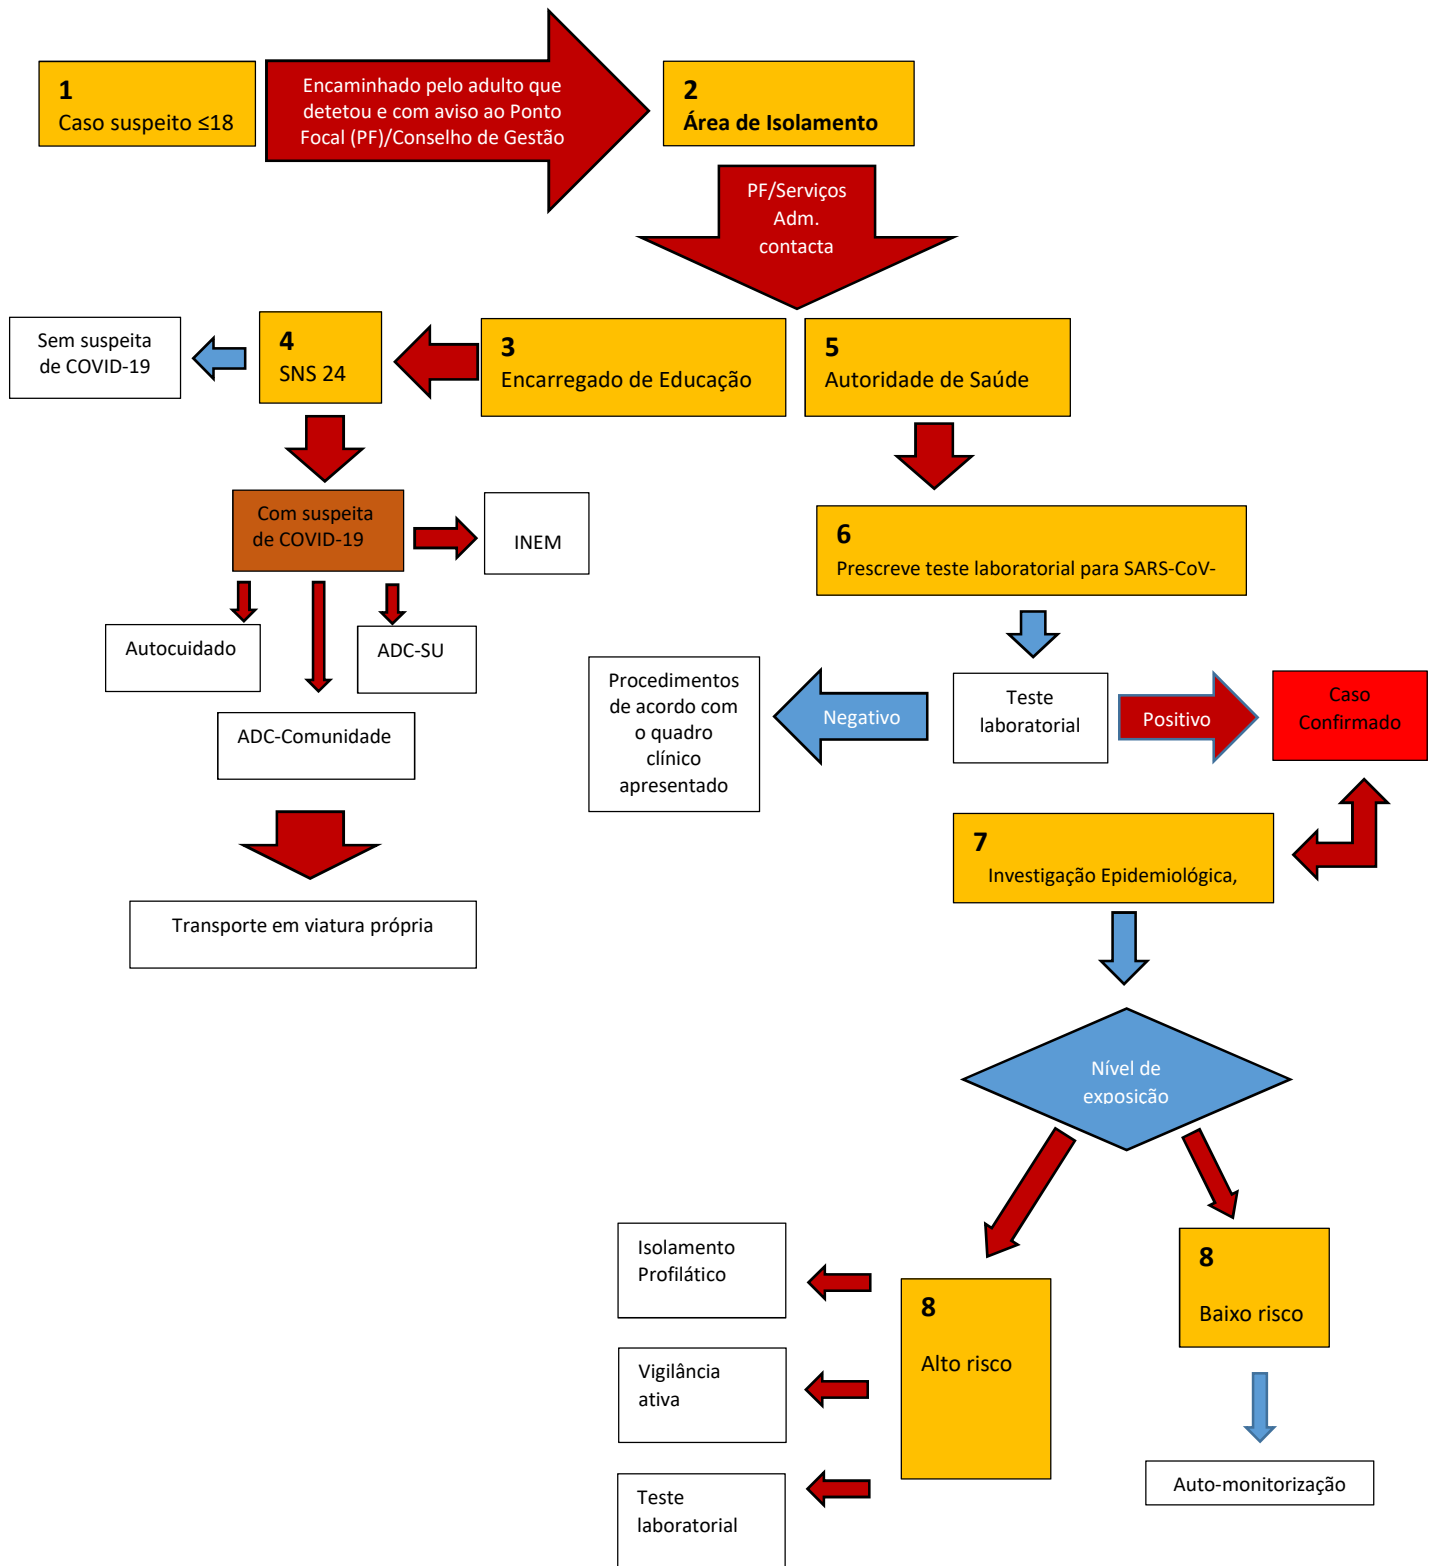 1
Caso suspeito ≤18
Encaminhado pelo adulto que
detetou e com aviso ao Ponto
Focal (PF)/Conselho de Gestão
2
Área de Isolamento
PF/Serviços
Adm.
contacta
Sem suspeita
de COVID-19
4
SNS 24
3
Encarregado de Educação
5
Autoridade de Saúde
Com suspeita
de COVID-19
INEM
6
Prescreve teste laboratorial para SARS-CoV-
Autocuidado
ADC-SU
ADC-Comunidade
Procedimentos
de acordo com
o quadro
clínico
apresentado
Negativo
Teste
laboratorial
Positivo
Caso
Confirmado
Transporte em viatura própria
7
Investigação Epidemiológica,
Nível de
exposição
Isolamento
Profilático
Vigilância
ativa
Teste
laboratorial
8
Alto risco
8
Baixo risco
Auto-monitorização